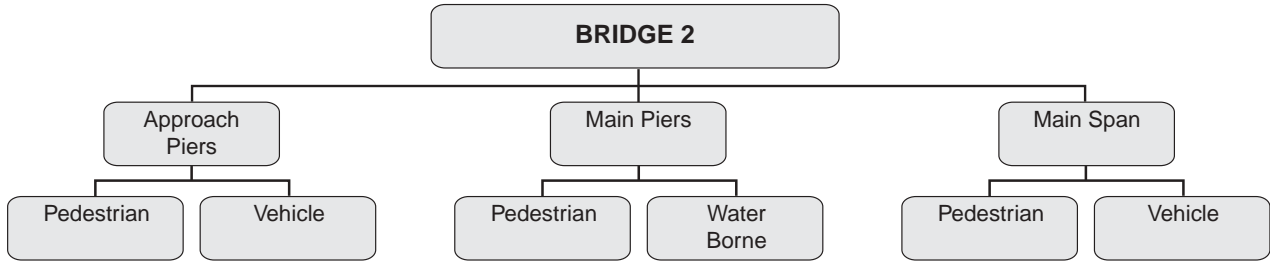 BRIDGE 2
Approach
Piers
Main Piers
Main Span
Pedestrian
Vehicle
Pedestrian
Water
Borne
Pedestrian
Vehicle